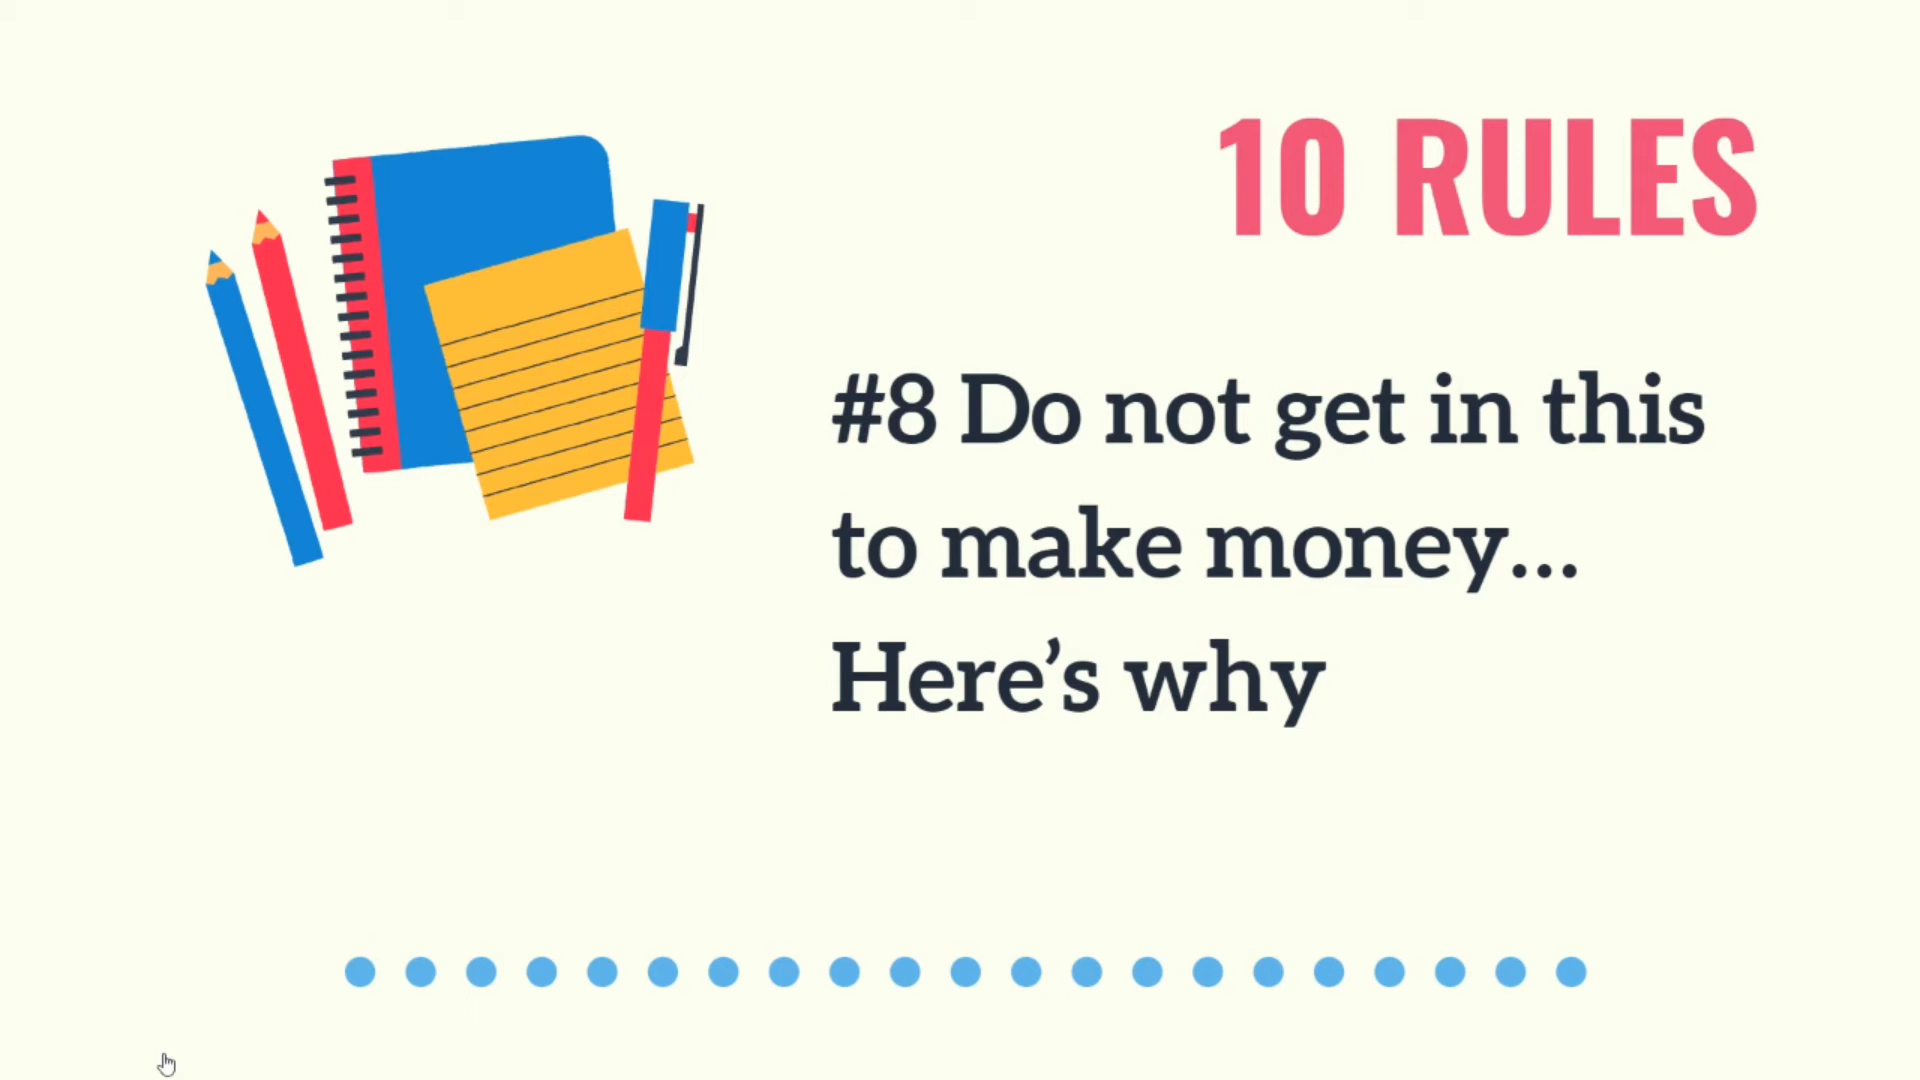 10 RULES
#8 Do not get in this
to make money...
Here’s why